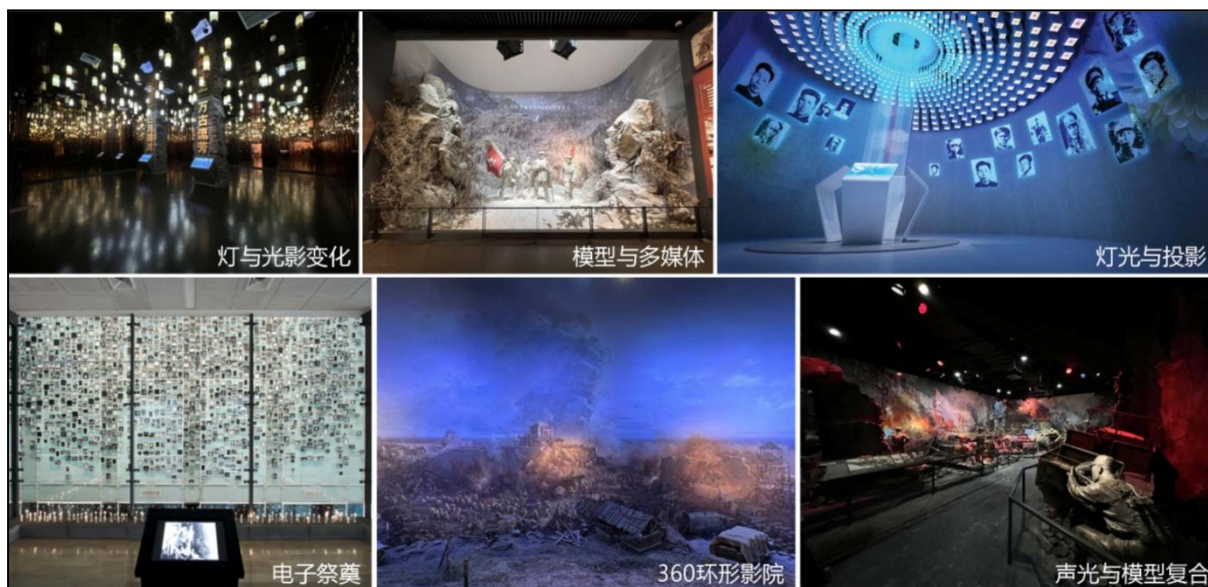 灯与光影变化
模型与多媒体
灯光与投影
电子祭奠
360环形影院
声光与模型复合